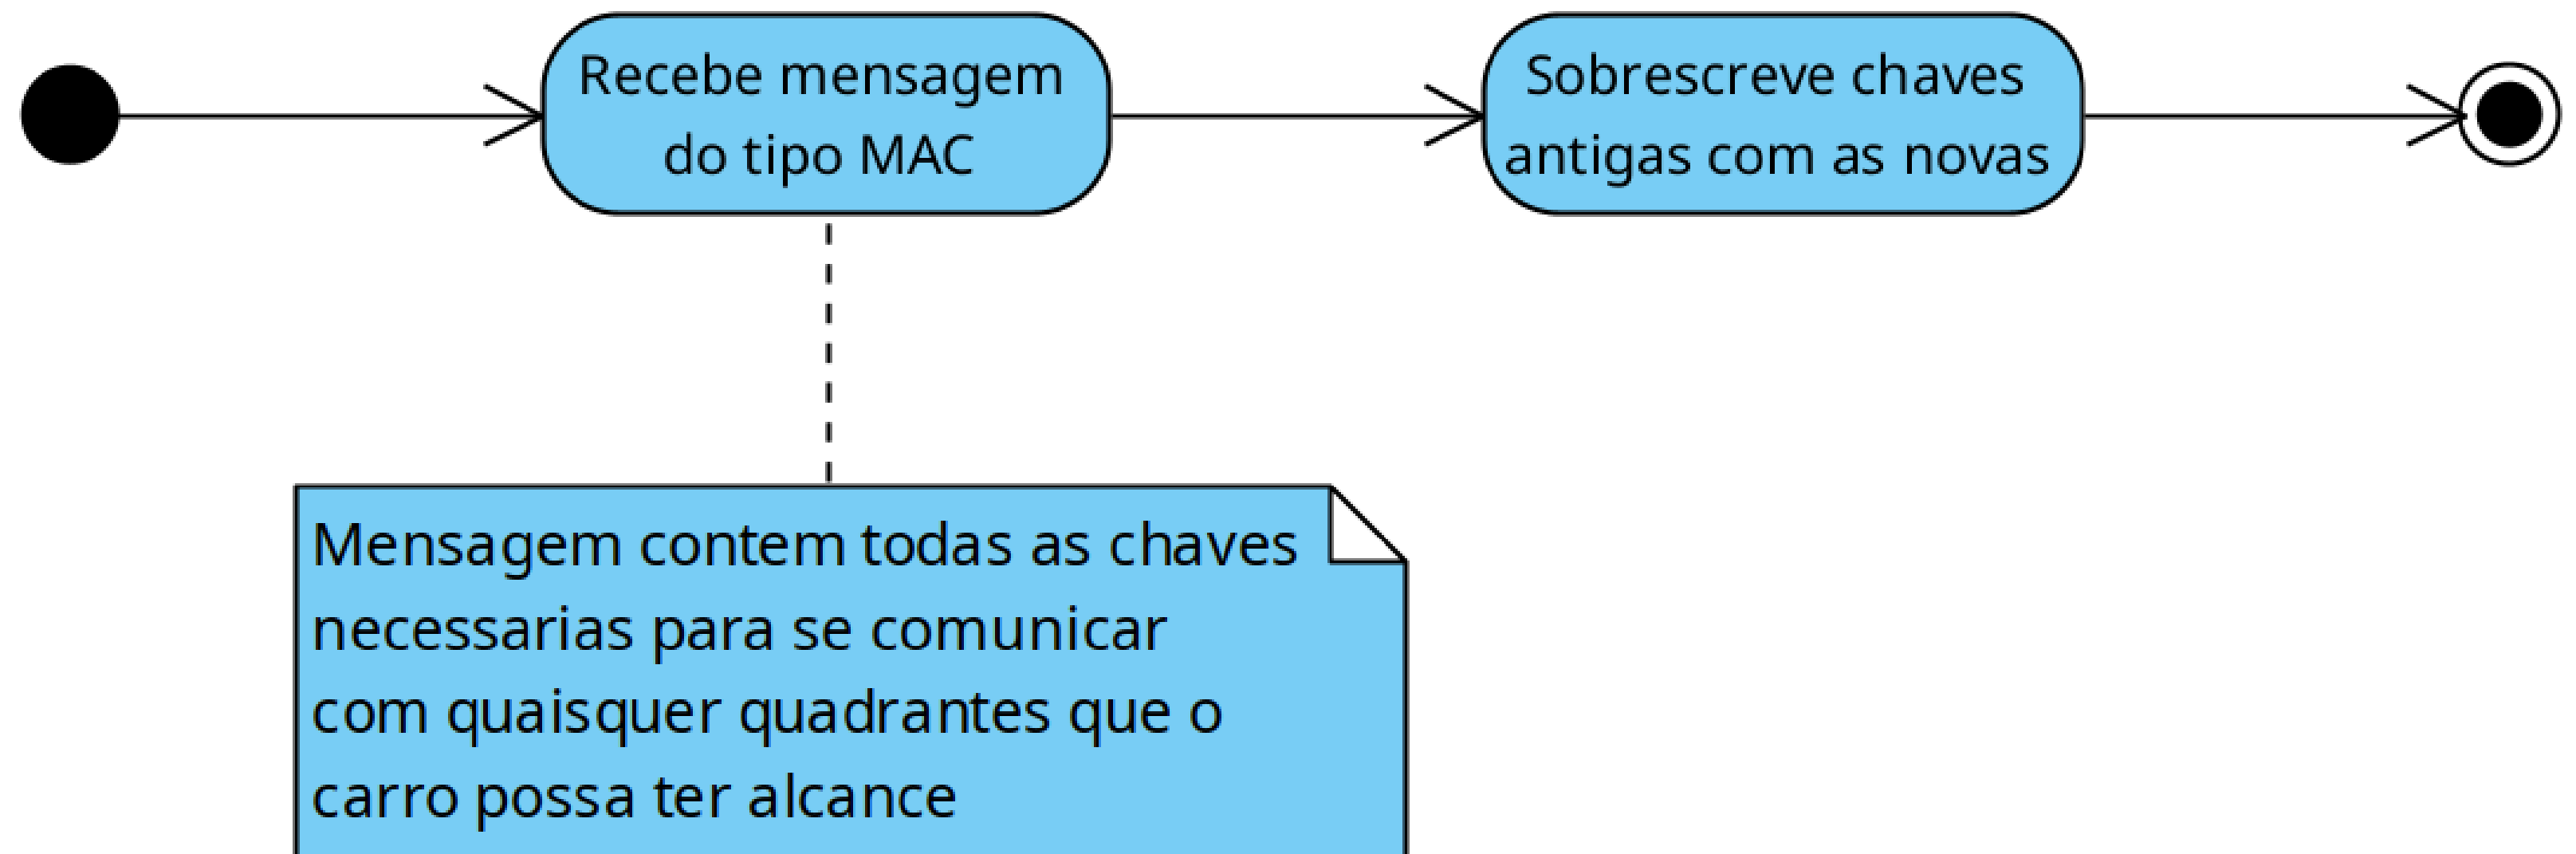 Recebe mensagem
do tipo MAC
Sobrescreve chaves
antigas com as novas
Mensagem contem todas as chaves
necessarias para se comunicar
com quaisquer quadrantes que o
carro possa ter alcance